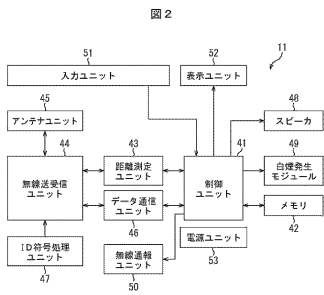 図2
51
52
11
入力ユニット
表示ユニット
45
48
アンテナユニット
スピーカ
44
43
41
49
無線送受信
ユニット
距離測定
ユニット
制御
ユニット
白煙発生
モジュール
データ通信
ユニット
メモリ
46
42
ID符号処理
ユニット
無線通報
ユニット
電源ユニット
47
50
53